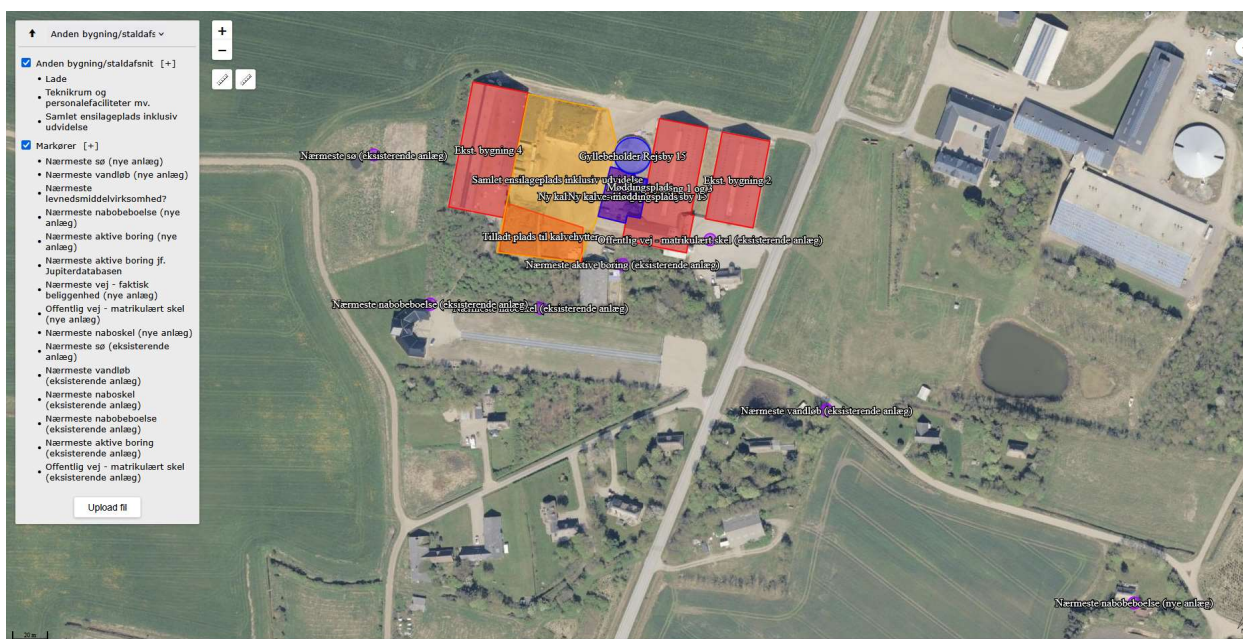 Anden bygning/staldafs
+
−
Anden bygning/staldafsnit [+]
Lade
Teknikrum og
personalefaciliteter mv.
Samlet ensilageplads inklusiv
udvidelse
Markører [+]
Nærmeste sø (nye anlæg)
Nærmeste vandløb (nye anlæg)
Nærmeste
levnedsmiddelvirksomhed?
Nærmeste nabobeboelse (nye
anlæg)
Nærmeste aktive boring (nye
anlæg)
Nærmeste aktive boring jf.
Jupiterdatabasen
Nærmeste vej - faktisk
beliggenhed (nye anlæg)
Offentlig vej - matrikulært skel
(nye anlæg)
Nærmeste naboskel (nye anlæg)
Nærmeste sø (eksisterende
anlæg)
Nærmeste vandløb
(eksisterende anlæg)
Nærmeste naboskel
(eksisterende anlæg)
Nærmeste nabobeboelse
(eksisterende anlæg)
Nærmeste aktive boring
(eksisterende anlæg)
Offentlig vej - matrikulært skel
(eksisterende anlæg)
Upload fil
Ekst. bygning 4
Nærmeste sø (eksisterende anlæg)
Gyllebeholder Rejsby 15
Samlet ensilageplads inklusiv udvidelse
Ekst. bygning 2
Møddingsplads
Tilladt plads til kalvehytter
Offentlig vej - matrikulært skel (eksisterende anlæg)
Nærmeste aktive boring (eksisterende anlæg)
Nærmeste nabobeboelse (eksisterende anlæg)
Nærmeste vandløb (eksisterende anlæg)
Nærmeste nabobeboelse (nye anlæg)
20 m